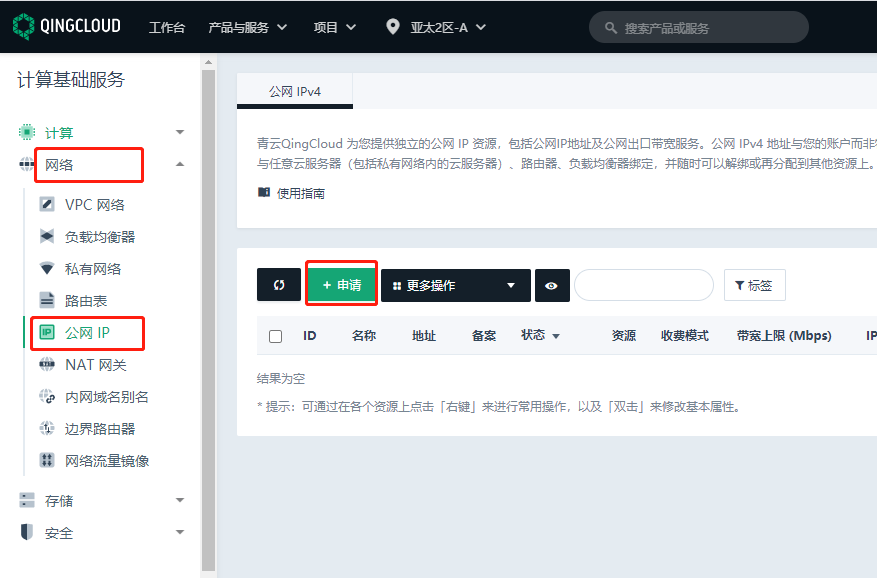 QINGCLOUD 工作台 产品与服务 项目 亚太2区-A 搜索产品或服务
计算基础服务
计算
网络
VPC 网络
负载均衡器
私有网络
路由表
IP 公网 IP
NAT 网关
内网域名别名
边界路由器
网络流量镜像
存储
安全
公网 IPv4
青云QingCloud 为您提供独立的公网 IP 资源，包括公网IP地址及公网出口带宽服务。公网 IPv4 地址与您的账户而非
与任意云服务器（包括私有网络内的云服务器）、路由器、负载均衡器绑定，并随时可以解绑或再分配到其他资源上。
使用指南
+ 申请 更多操作 标签
ID 名称 地址 备案 状态 资源 收费模式 带宽上限 (Mbps) IP
结果为空
* 提示：可通过在各个资源上点击「右键」来进行常用操作，以及「双击」来修改基本属性。